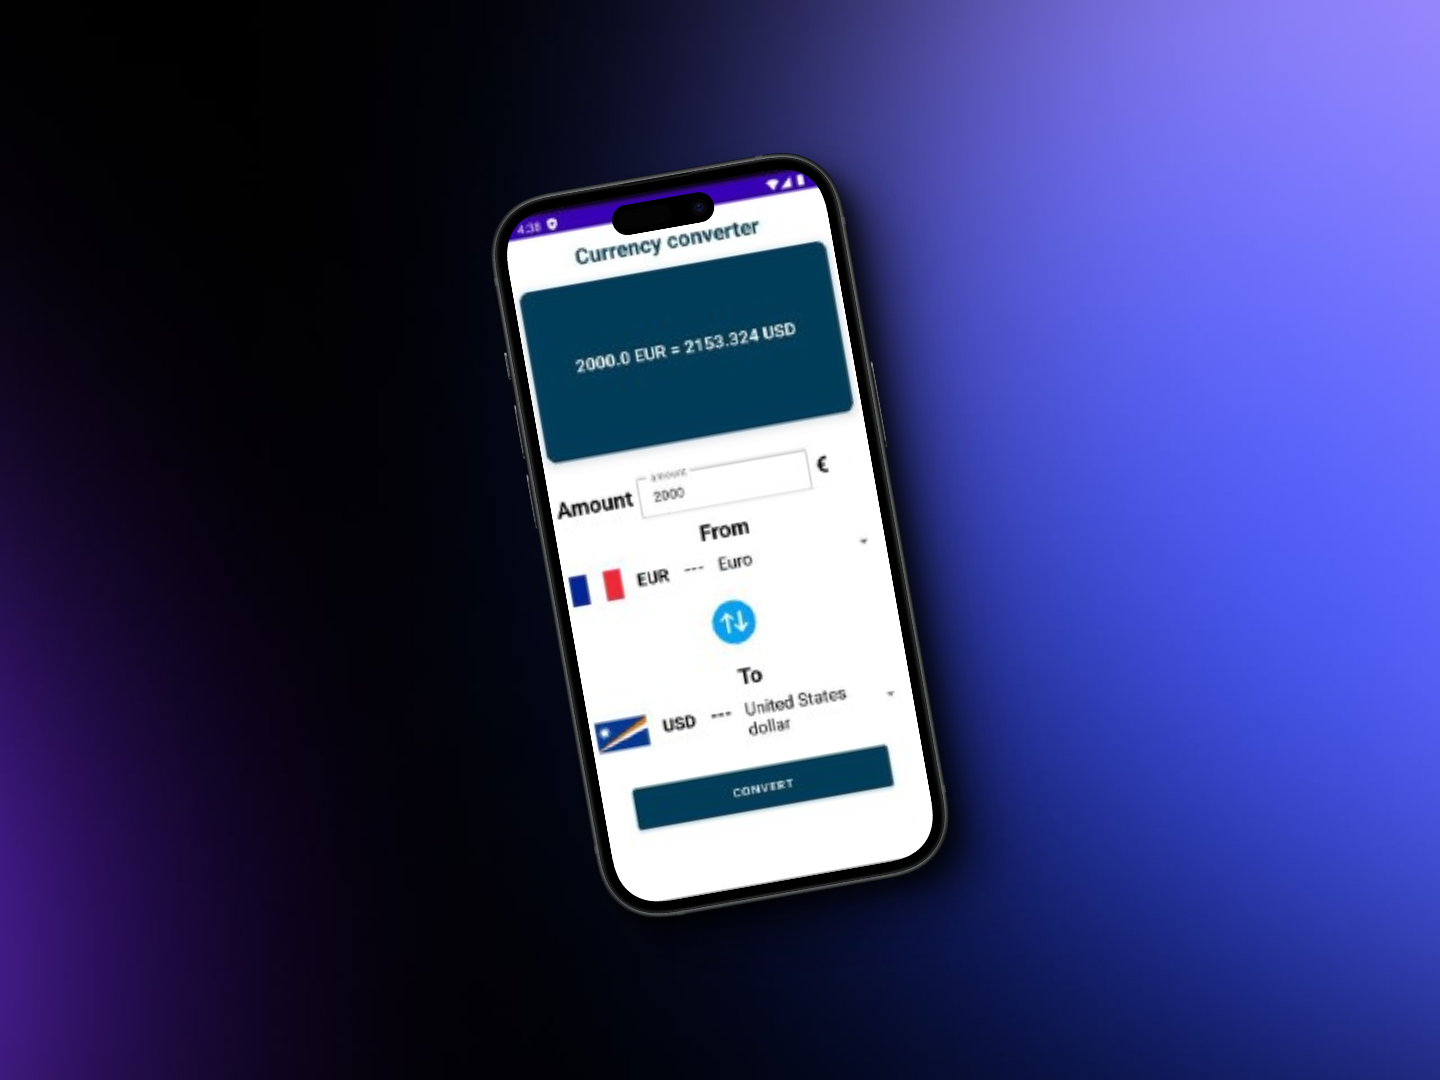 4:38
Currency converter
2000.0 EUR = 2153.324 USD
amount
Amount 2000 €
From
EUR --- Euro
To
USD --- United States
dollar
CONVERT